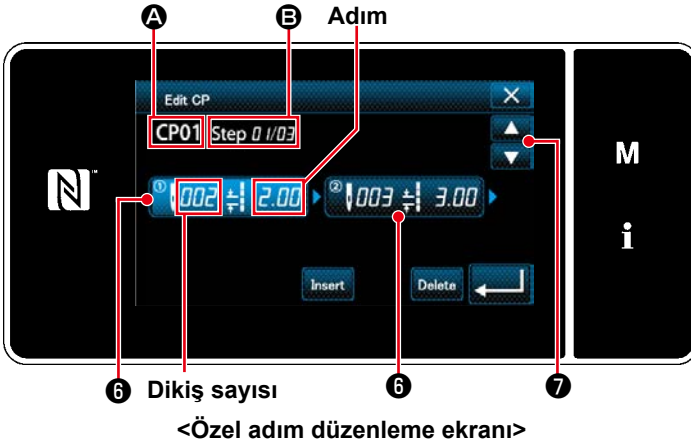 A B Adım
Edit CP
CP01 Step 01/03
① 002 2.00 ② 003 3.00
Insert Delete
M
i
6 Dikiş sayısı 6 7
<Özel adım düzenleme ekranı>